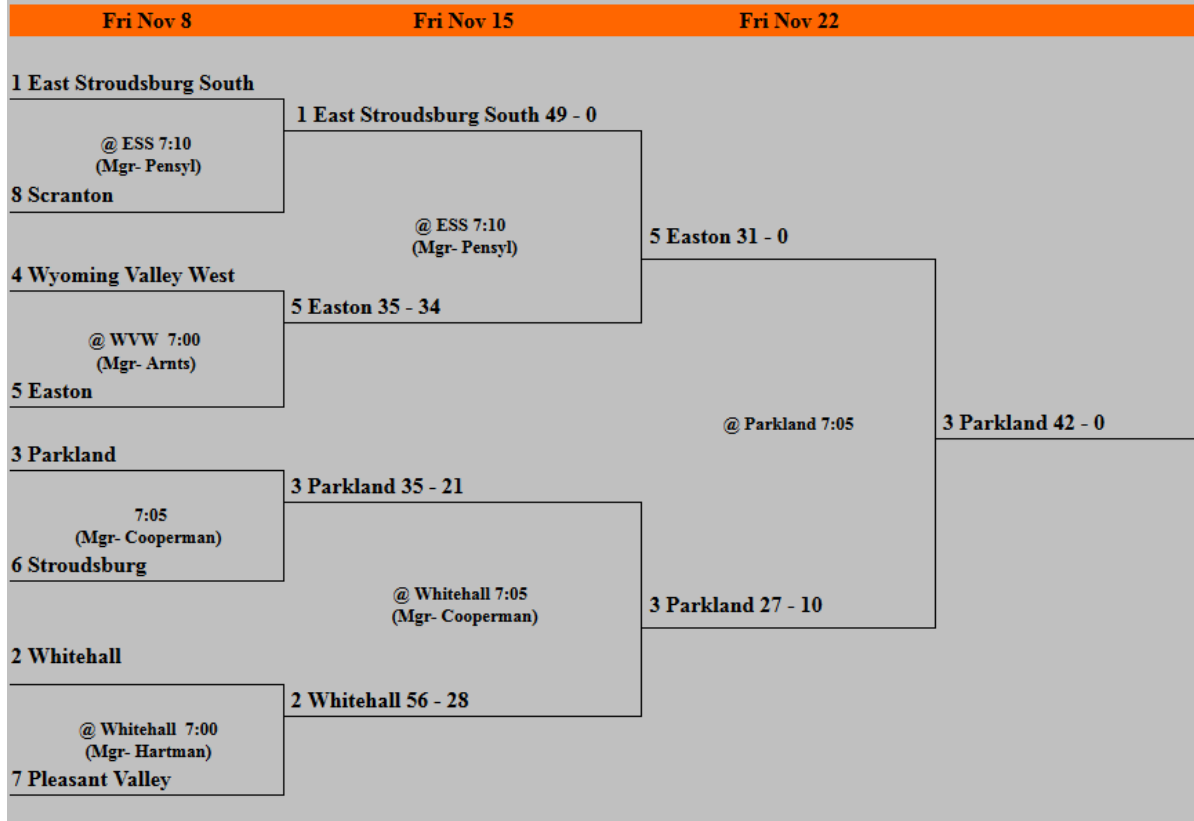 Fri Nov 8
Fri Nov 15
Fri Nov 22
1 East Stroudsburg South
@ ESS 7:10
(Mgr- Pensyl)
8 Scranton
4 Wyoming Valley West
@ WVW 7:00
(Mgr- Arnts)
5 Easton
3 Parkland
7:05
(Mgr- Cooperman)
6 Stroudsburg
2 Whitehall
@ Whitehall 7:00
(Mgr- Hartman)
7 Pleasant Valley
1 East Stroudsburg South 49 - 0
@ ESS 7:10
(Mgr- Pensyl)
5 Easton 35 - 34
3 Parkland 35 - 21
@ Whitehall 7:05
(Mgr- Cooperman)
2 Whitehall 56 - 28
5 Easton 31 - 0
@ Parkland 7:05
3 Parkland 27 - 10
3 Parkland 42 - 0